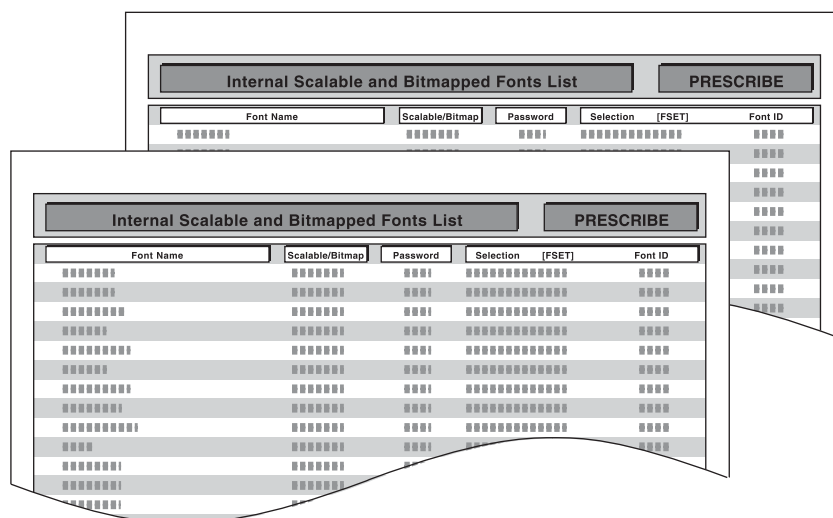 Internal Scalable and Bitmapped Fonts List PRESCRIBE
Font Name Scalable/Bitmap Password Selection [FSET] Font ID
Internal Scalable and Bitmapped Fonts List PRESCRIBE
Font Name Scalable/Bitmap Password Selection [FSET] Font ID